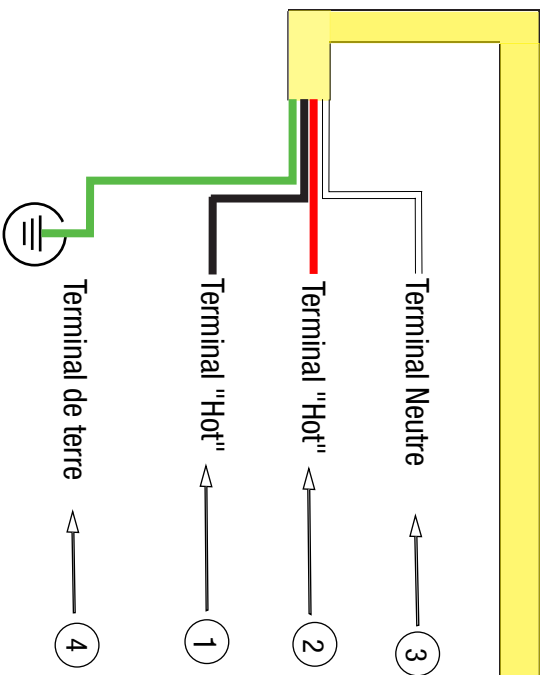 Terminal Neutre
3
Terminal "Hot"
2
Terminal "Hot"
1
Terminal de terre
4